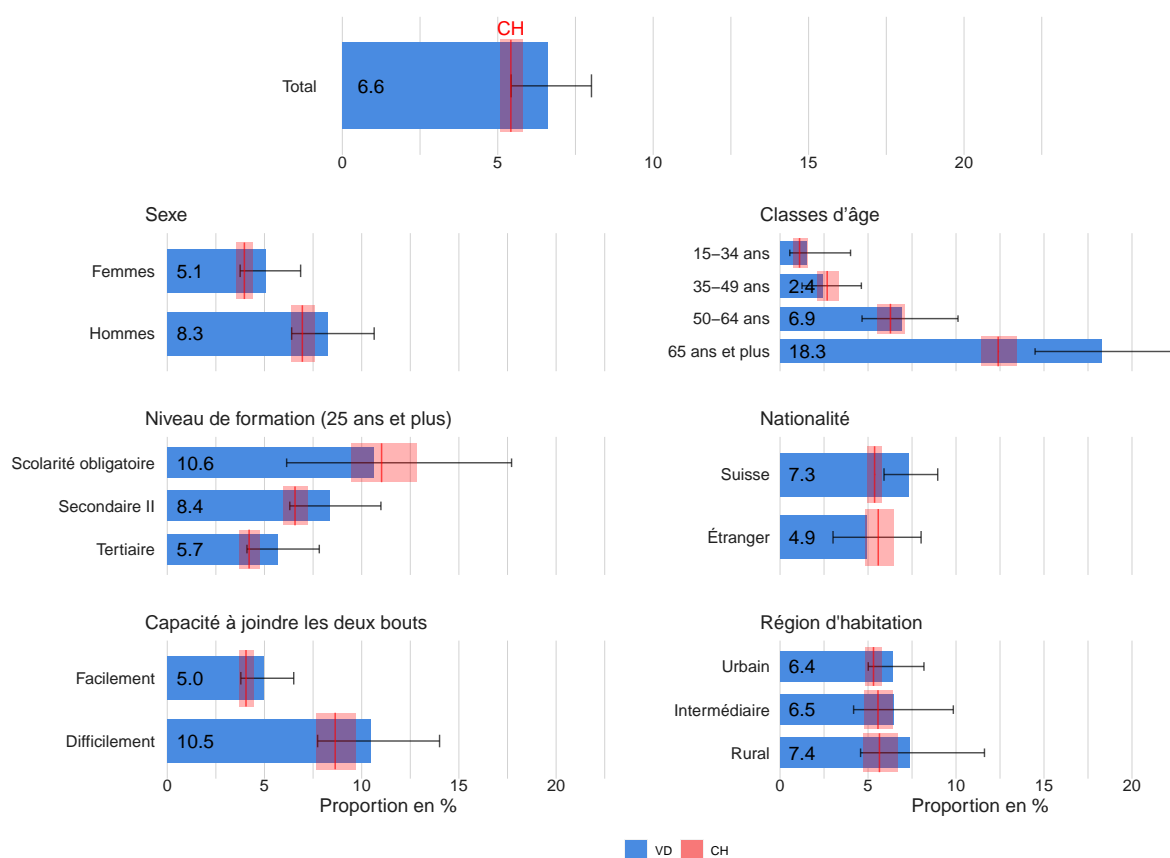 CH
Total
6.6
0 5 10 15 20
Sexe
Femmes
5.1
Hommes
8.3
Classes d'âge
15–34 ans
35–49 ans
2.4
50–64 ans
6.9
65 ans et plus
18.3
Niveau de formation (25 ans et plus)
Scolarité obligatoire
10.6
Secondaire II
8.4
Tertiaire
5.7
Nationalité
Suisse
7.3
Étranger
4.9
Capacité à joindre les deux bouts
Facilement
5.0
Difficilement
10.5
0 5 10 15 20
Proportion en %
Région d'habitation
Urbain
6.4
Intermédiaire
6.5
Rural
7.4
0 5 10 15 20
Proportion en %
VD CH